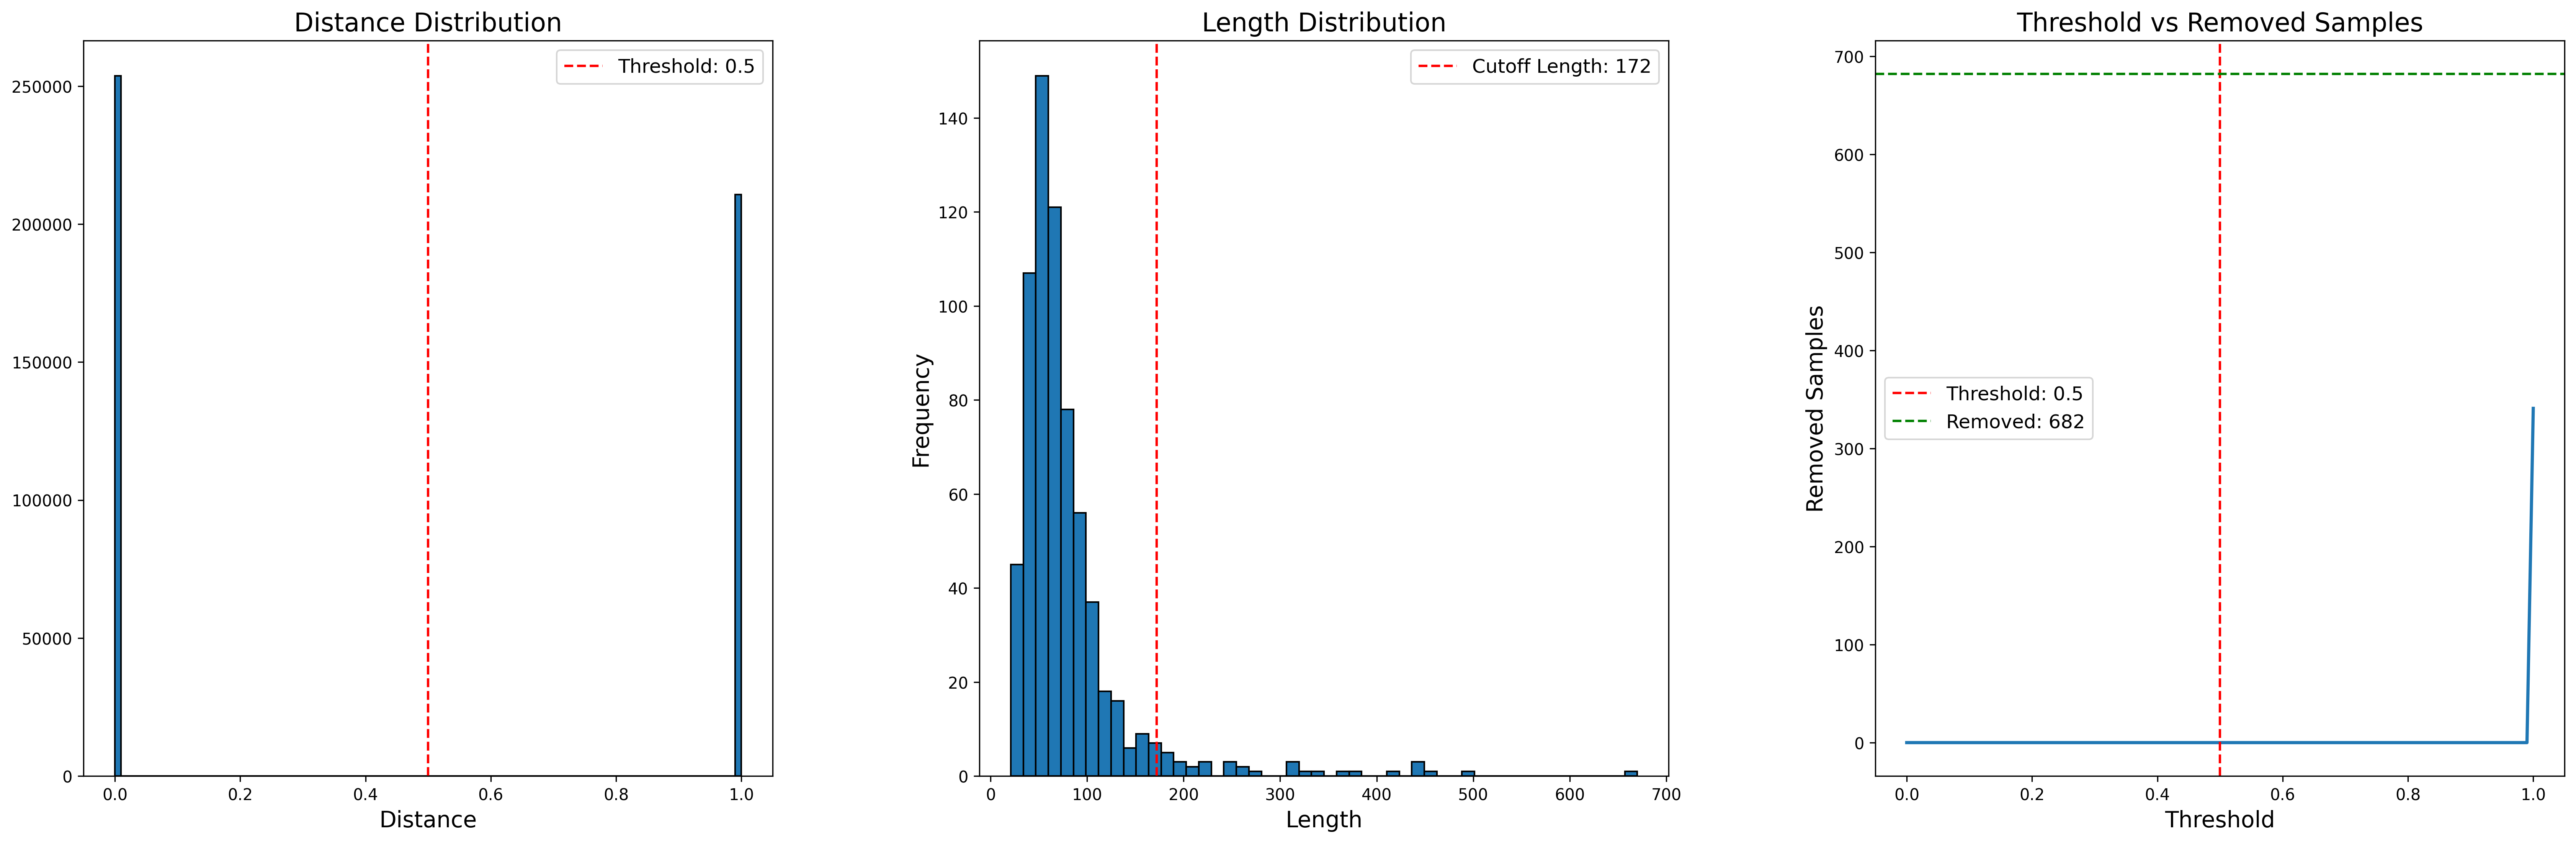 Distance Distribution
250000
200000
150000
100000
50000
0
0.0 0.2 0.4 0.6 0.8 1.0
Distance
Threshold: 0.5
Length Distribution
Frequency
140
120
100
80
60
40
20
0
0 100 200 300 400 500 600 700
Length
Cutoff Length: 172
Threshold vs Removed Samples
Removed Samples
700
600
500
400
300
200
100
0
0.0 0.2 0.4 0.6 0.8 1.0
Threshold
Threshold: 0.5
Removed: 682